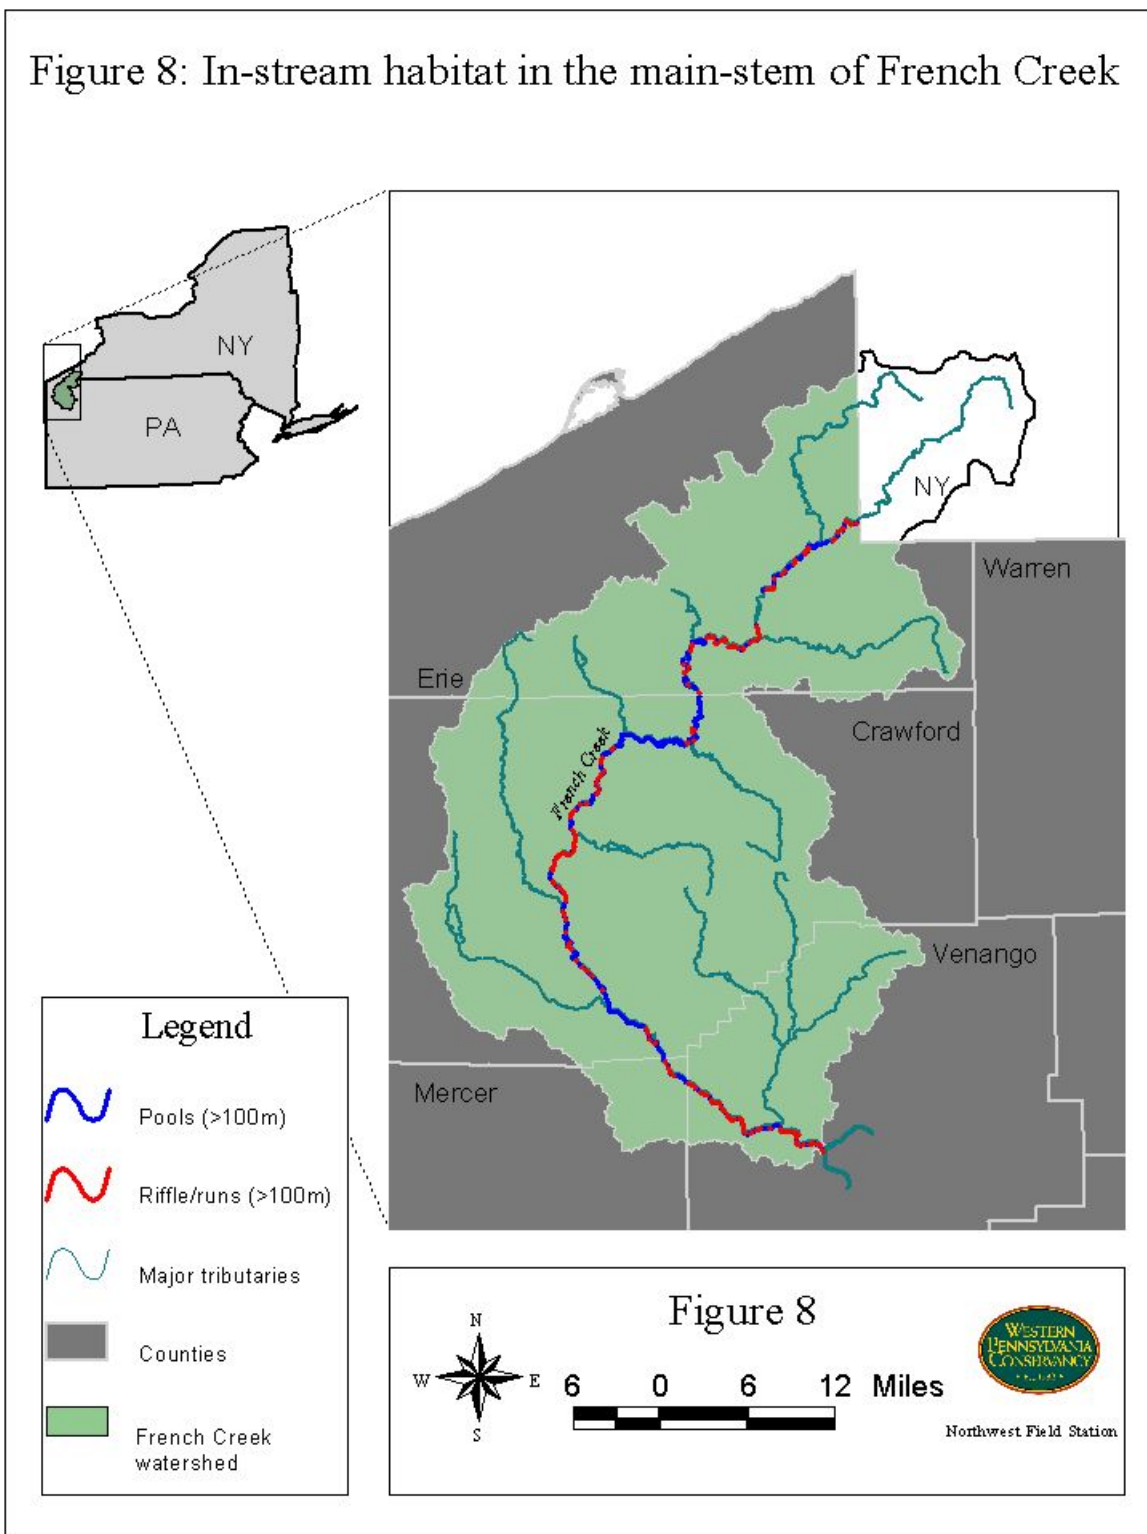 Figure 8: In-stream habitat in the main-stem of French Creek
NY
PA
NY
Warren
Erie
Crawford
French Creek
Venango
Mercer
Legend
Pools (>100m)
Riffle/runs (>100m)
Major tributaries
Counties
French Creek
watershed
Figure 8
N
W
E
S
6 0 6 12 Miles
WESTERN
PENNSYLVANIA
CONSERVANCY
Northwest Field Station